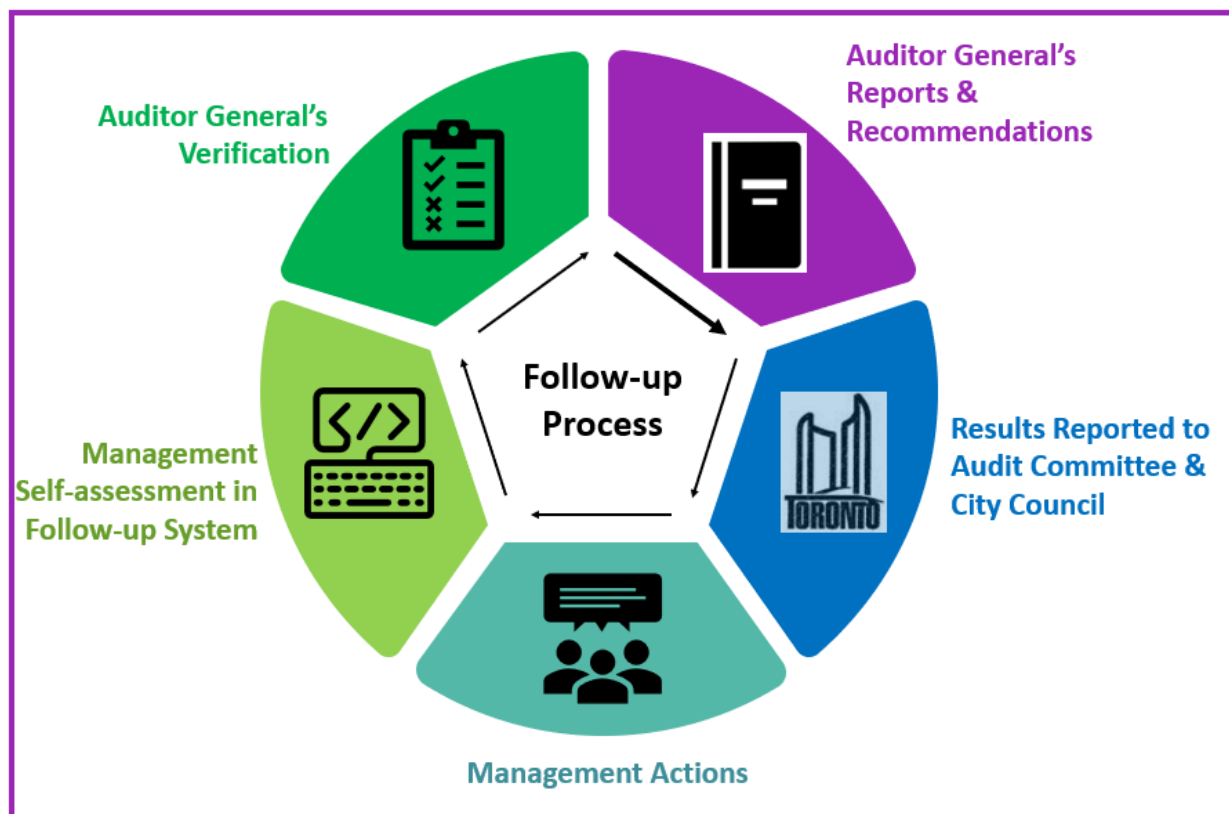 Auditor General's
Reports &
Recommendations
Auditor General's
Verification
Follow-up
Process
Results Reported to
Audit Committee &
City Council
TORONTO
Management
Self-assessment in
Follow-up System
Management Actions